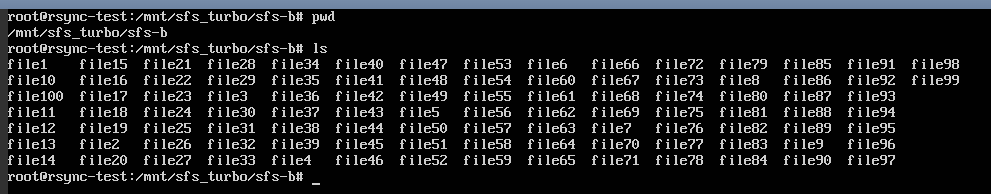 root@rsync-test:/mnt/sfs_turbo/sfs-b# pwd
/mnt/sfs_turbo/sfs-b
root@rsync-test:/mnt/sfs_turbo/sfs-b# ls
file1 file15 file21 file28 file34 file40 file47 file53 file6 file66 file72 file79 file85 file91 file98
file10 file16 file22 file29 file35 file41 file48 file54 file60 file67 file73 file8 file86 file92 file99
file100 file17 file23 file3 file36 file42 file49 file55 file61 file68 file74 file80 file87 file93
file11 file18 file24 file30 file37 file43 file5 file56 file62 file69 file75 file81 file88 file94
file12 file19 file25 file31 file38 file44 file50 file57 file63 file7 file76 file82 file89 file95
file13 file2 file26 file32 file39 file45 file51 file58 file64 file70 file77 file83 file9 file96
file14 file20 file27 file33 file4 file46 file52 file59 file65 file71 file78 file84 file90 file97
root@rsync-test:/mnt/sfs_turbo/sfs-b# _